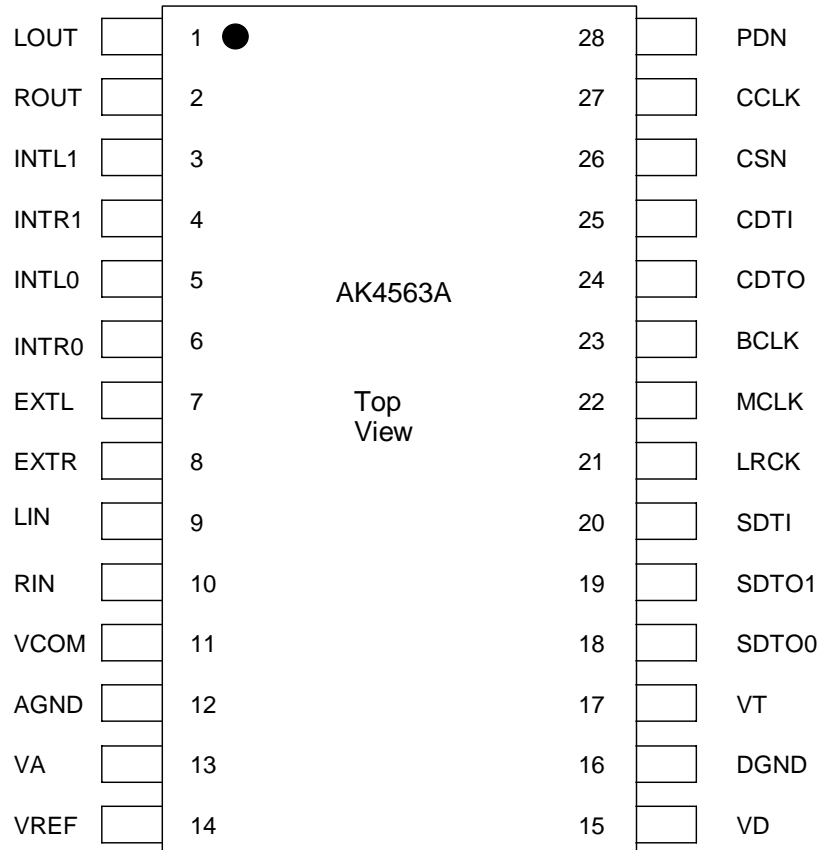 LOUT 1 28 PDN
ROUT 2 27 CCLK
INTL1 3 26 CSN
INTR1 4 25 CDTI
INTL0 5 24 CDTO
AK4563A
INTR0 6 23 BCLK
EXTL 7 Top 22 MCLK
View
EXTR 8 21 LRCK
LIN 9 20 SDTI
RIN 10 19 SDTO1
VCOM 11 18 SDTO0
AGND 12 17 VT
VA 13 16 DGND
VREF 14 15 VD